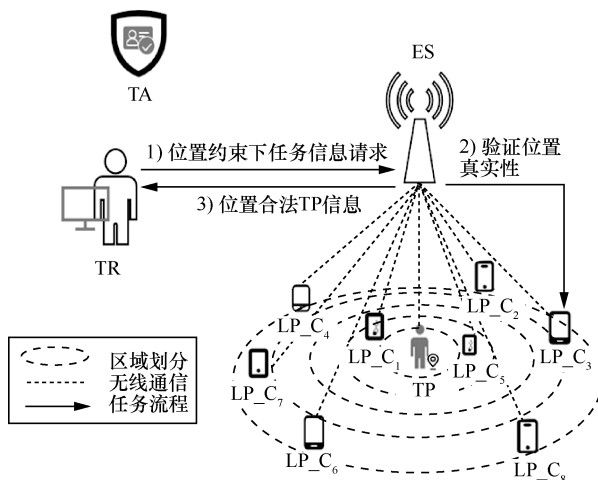 TA
ES
1) 位置约束下任务信息请求
2) 验证位置
真实性
3) 位置合法TP信息
TR
LP_C₂
LP_C₄
LP_C₁
LP_C₅
LP_C₃
TP
LP_C₇
LP_C₆
LP_C₈
区域划分
无线通信
任务流程